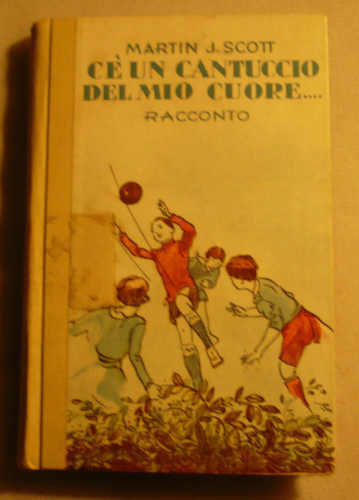 MARTIN J. SCOTT
C'È UN CANTUCCIO
DEL MIO CUORE....
RACCONTO